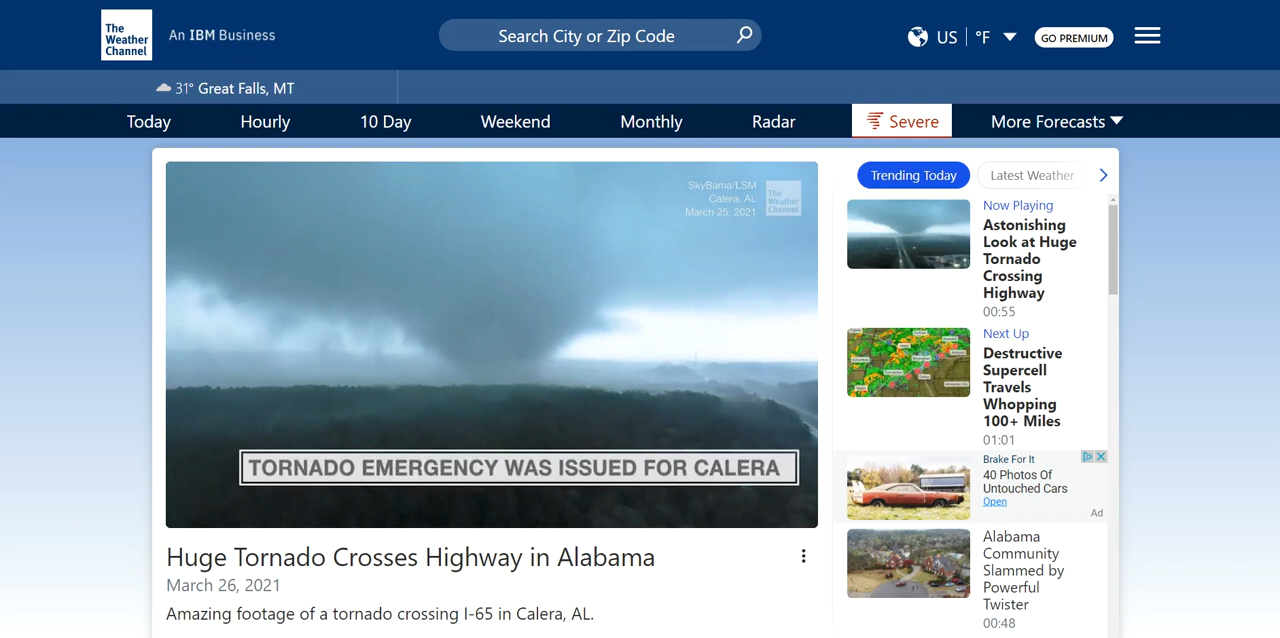 The
Weather
Channel
An IBM Business
Search City or Zip Code
US
°F
GO PREMIUM
31° Great Falls, MT
Today
Hourly
10 Day
Weekend
Monthly
Radar
Severe
More Forecasts
SkyBama/LSM
Calera, AL
March 25, 2021
The
Weather
Channel
TORNADO EMERGENCY WAS ISSUED FOR CALERA
Huge Tornado Crosses Highway in Alabama
March 26, 2021
Amazing footage of a tornado crossing I-65 in Calera, AL.
Trending Today
Latest Weather
Now Playing
Astonishing
Look at Huge
Tornado
Crossing
Highway
00:55
Next Up
Destructive
Supercell
Travels
Whopping
100+ Miles
01:01
Brake For It
40 Photos Of
Untouched Cars
Open
Ad
Alabama
Community
Slammed by
Powerful
Twister
00:48